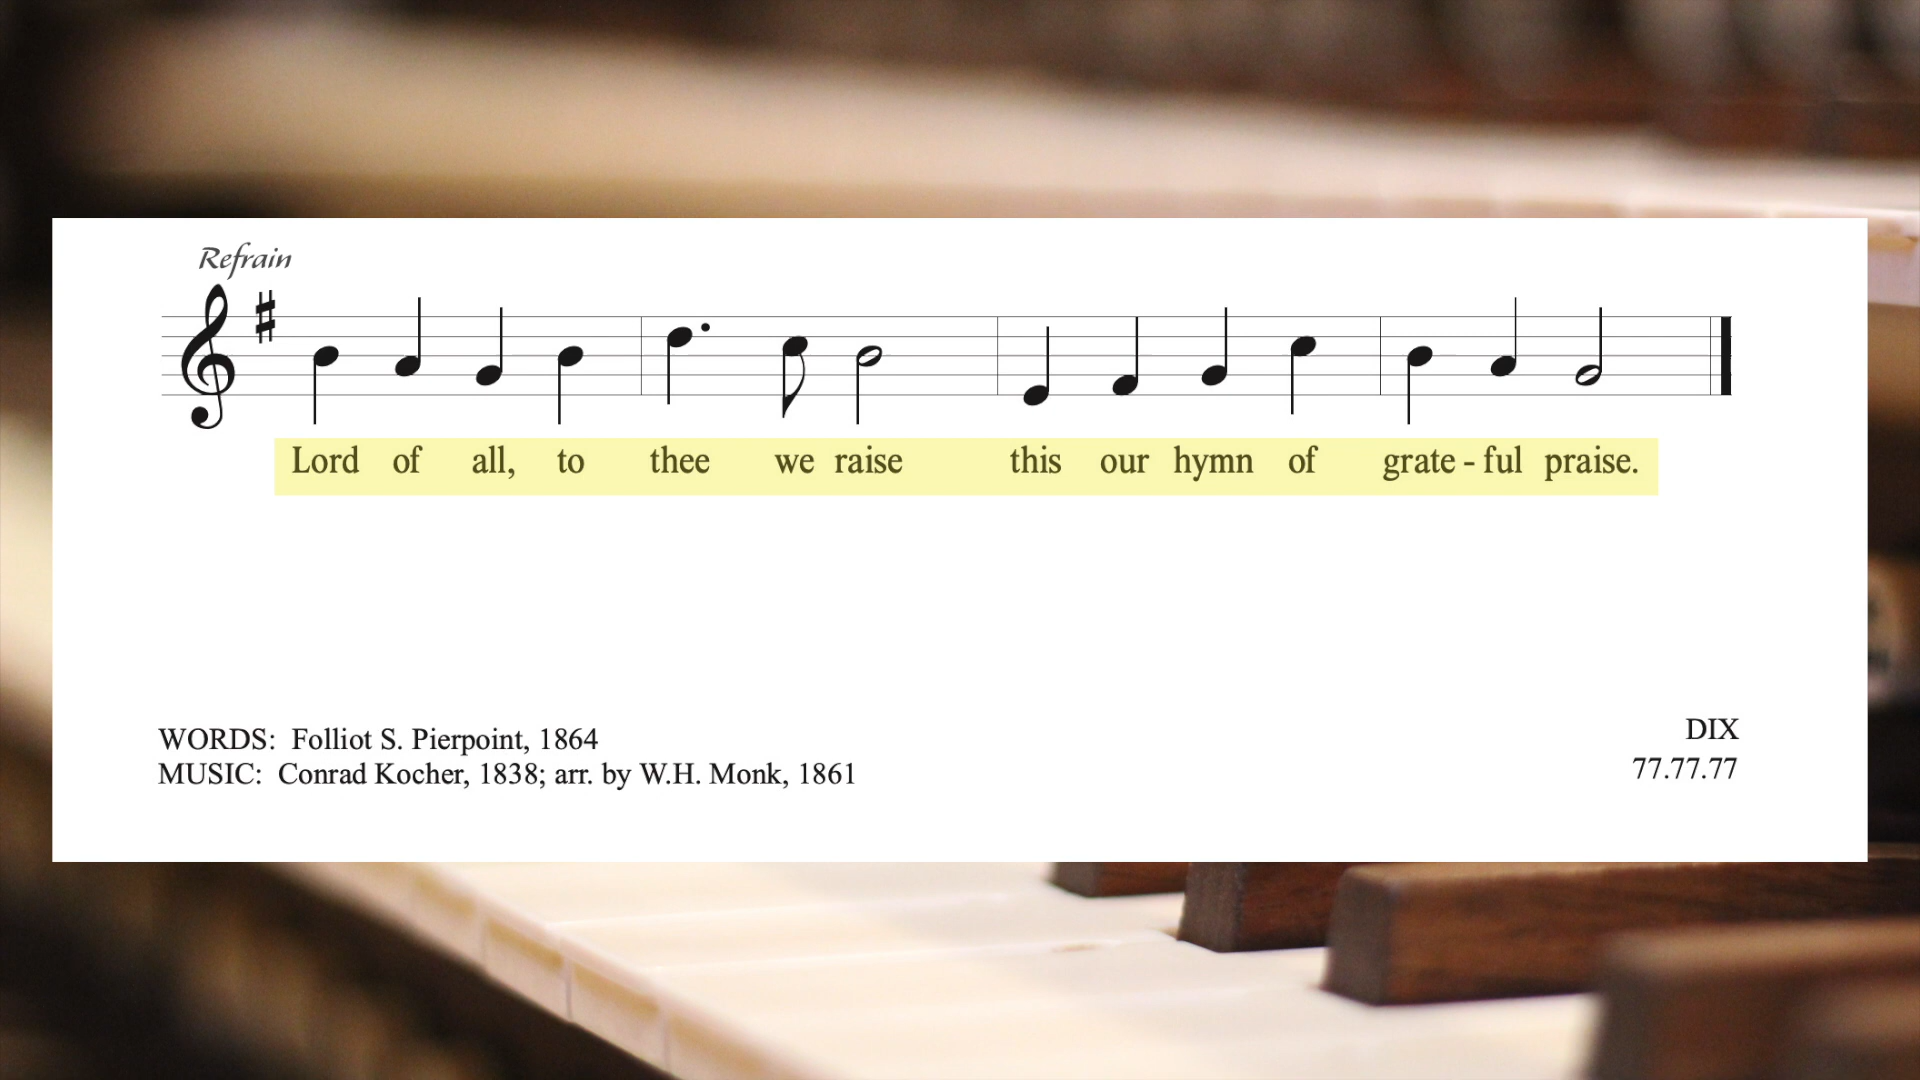 Refrain
Lord of all, to thee we raise this our hymn of grate - ful praise.
WORDS: Folliot S. Pierpoint, 1864
MUSIC: Conrad Kocher, 1838; arr. by W.H. Monk, 1861
DIX
77.77.77